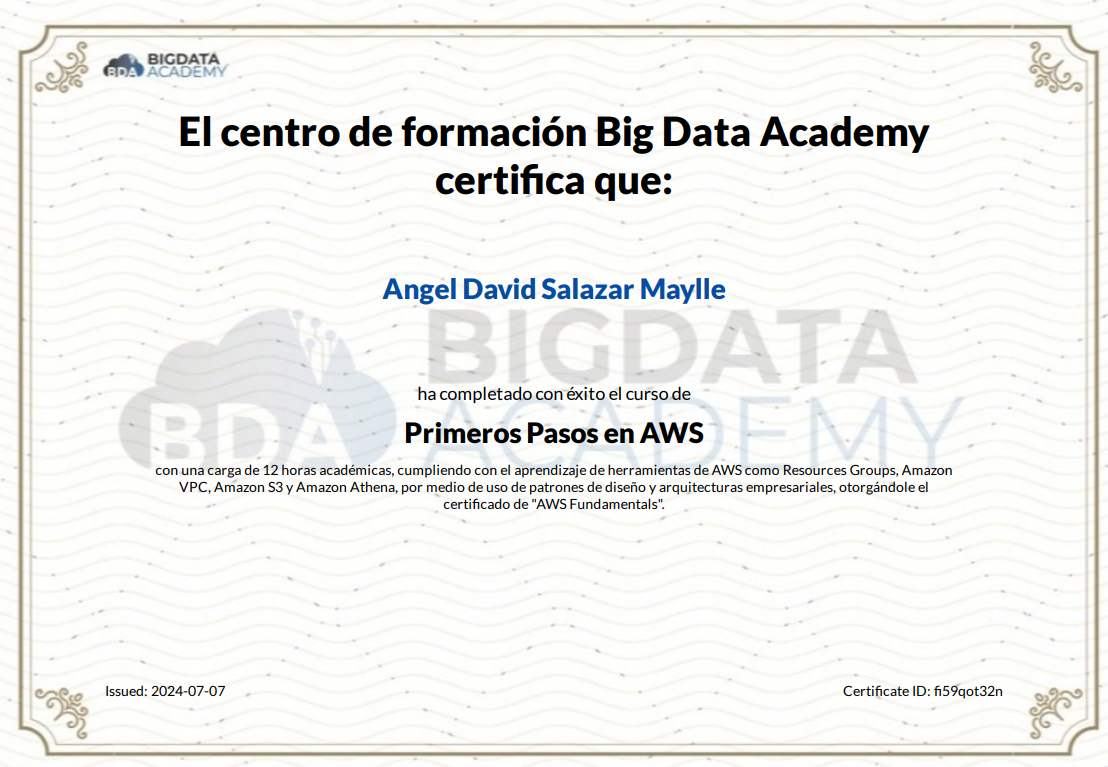 BIGDATA
BDA ACADEMY
El centro de formación Big Data Academy
certifica que:
Angel David Salazar Maylle
BIGDATA
BDA ACADEMY
ha completado con éxito el curso de
Primeros Pasos en AWS
con una carga de 12 horas académicas, cumpliendo con el aprendizaje de herramientas de AWS como Resources Groups, Amazon
VPC, Amazon S3 y Amazon Athena, por medio de uso de patrones de diseño y arquitecturas empresariales, otorgándole el
certificado de "AWS Fundamentals".
Issued: 2024-07-07
Certificate ID: fi59qot32n